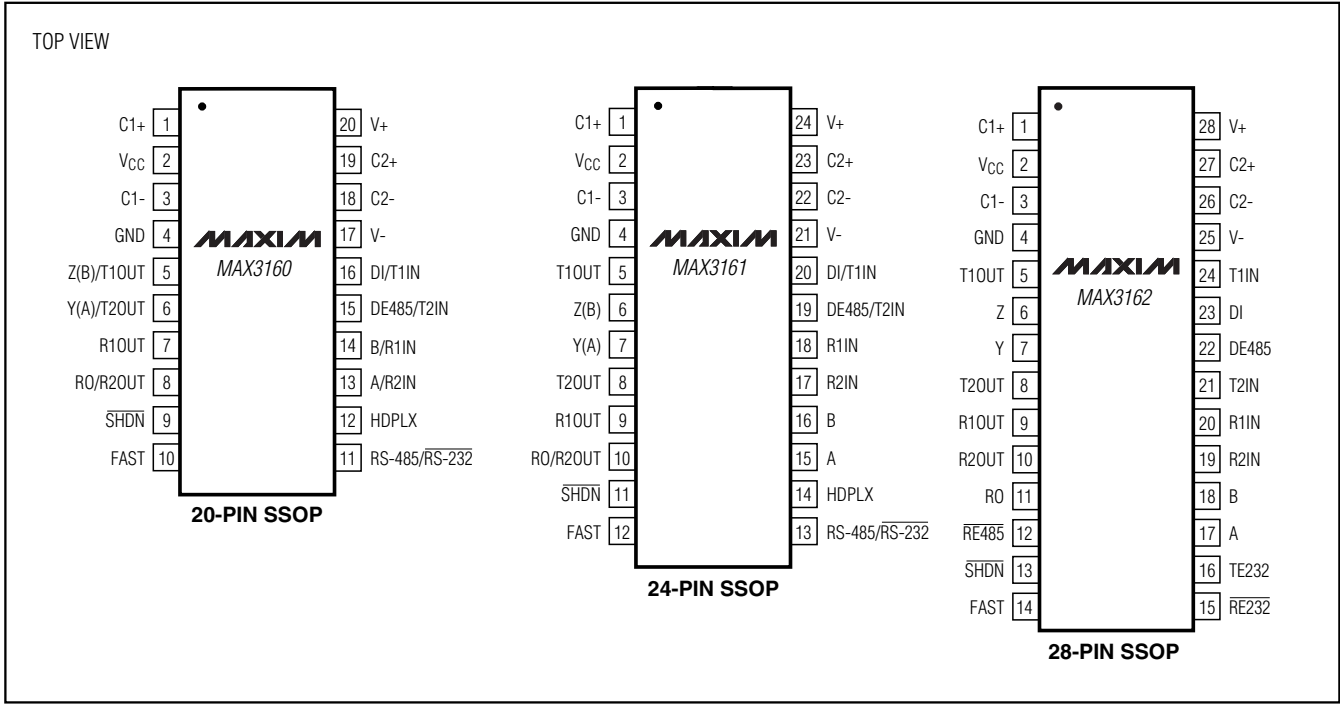 TOP VIEW
C1+ 1
VCC 2
C1- 3
GND 4
Z(B)/T1OUT 5
Y(A)/T2OUT 6
R1OUT 7
RO/R2OUT 8
SHDN 9
FAST 10
20 V+
19 C2+
18 C2-
17 V-
16 DI/T1IN
15 DE485/T2IN
14 B/R1IN
13 A/R2IN
12 HDPLX
11 RS-485/RS-232
MAXIM
MAX3160
20-PIN SSOP
C1+ 1
VCC 2
C1- 3
GND 4
T1OUT 5
Z(B) 6
Y(A) 7
T2OUT 8
R1OUT 9
RO/R2OUT 10
SHDN 11
FAST 12
24 V+
23 C2+
22 C2-
21 V-
20 DI/T1IN
19 DE485/T2IN
18 R1IN
17 R2IN
16 B
15 A
14 HDPLX
13 RS-485/RS-232
MAXIM
MAX3161
24-PIN SSOP
C1+ 1
VCC 2
C1- 3
GND 4
T1OUT 5
Z 6
Y 7
T2OUT 8
R1OUT 9
R2OUT 10
RO 11
RE485 12
SHDN 13
FAST 14
28 V+
27 C2+
26 C2-
25 V-
24 T1IN
23 DI
22 DE485
21 T2IN
20 R1IN
19 R2IN
18 B
17 A
16 TE232
15 RE232
MAXIM
MAX3162
28-PIN SSOP